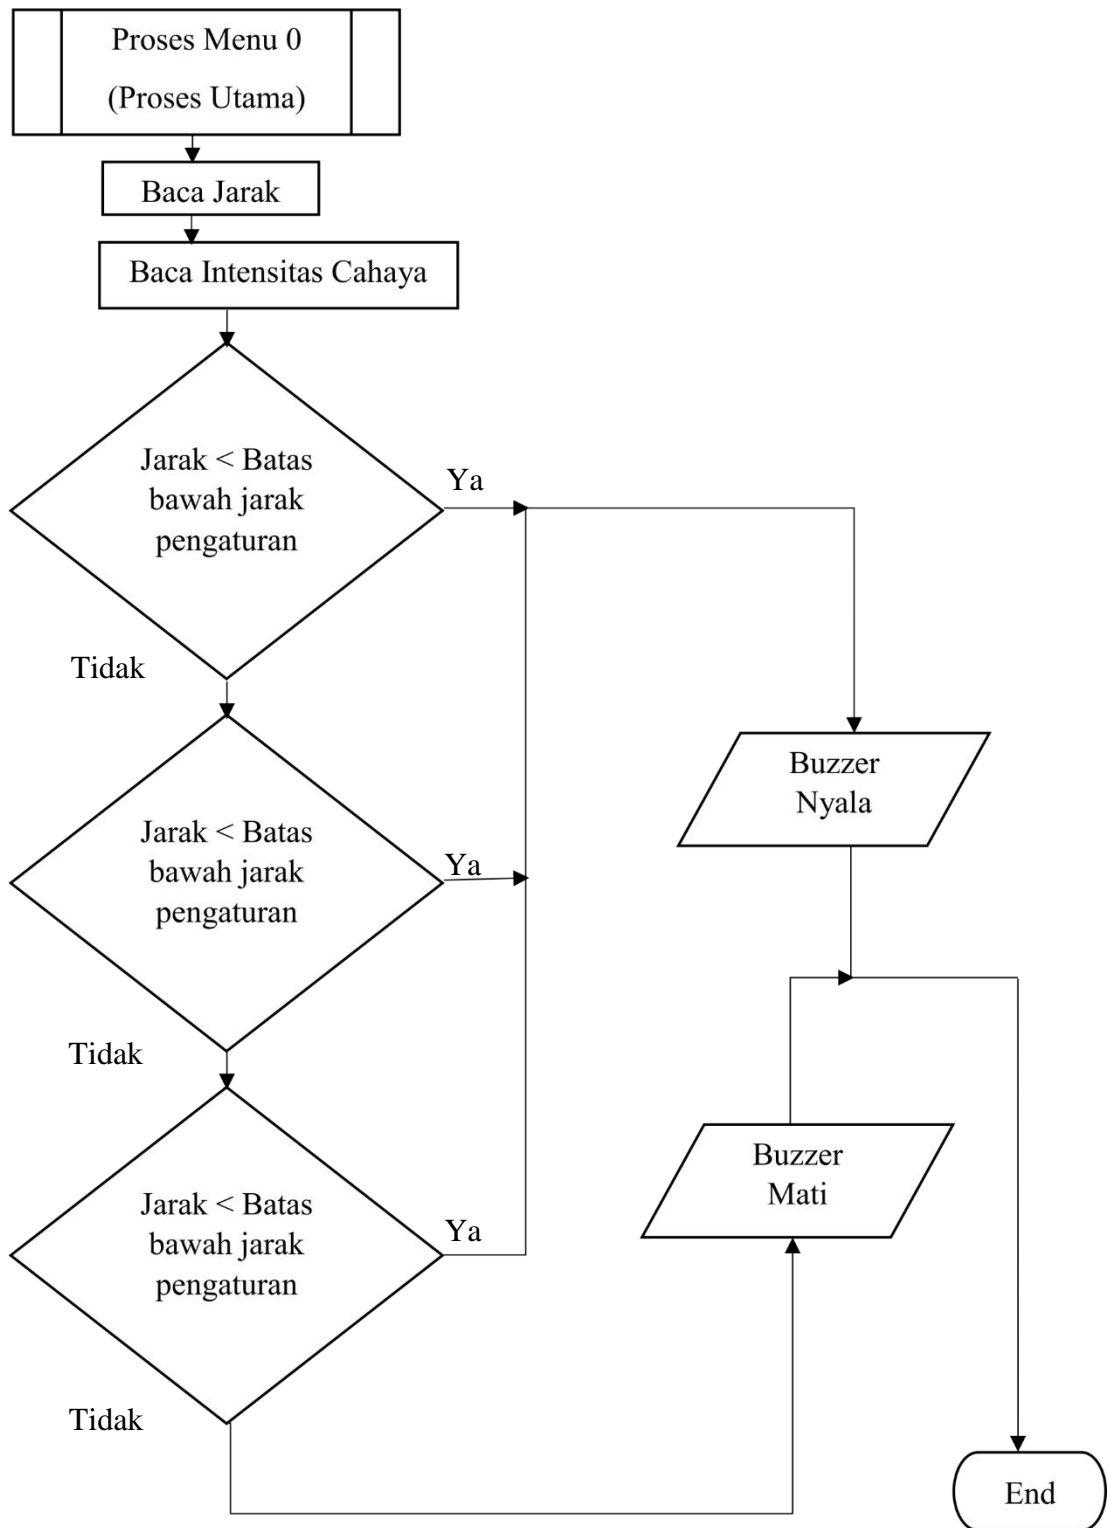 Proses Menu 0
(Proses Utama)
Baca Jarak
Baca Intensitas Cahaya
Jarak < Batas
bawah jarak
pengaturan
Ya
Tidak
Jarak < Batas
bawah jarak
pengaturan
Ya
Tidak
Jarak < Batas
bawah jarak
pengaturan
Ya
Tidak
Buzzer
Nyala
Buzzer
Mati
End